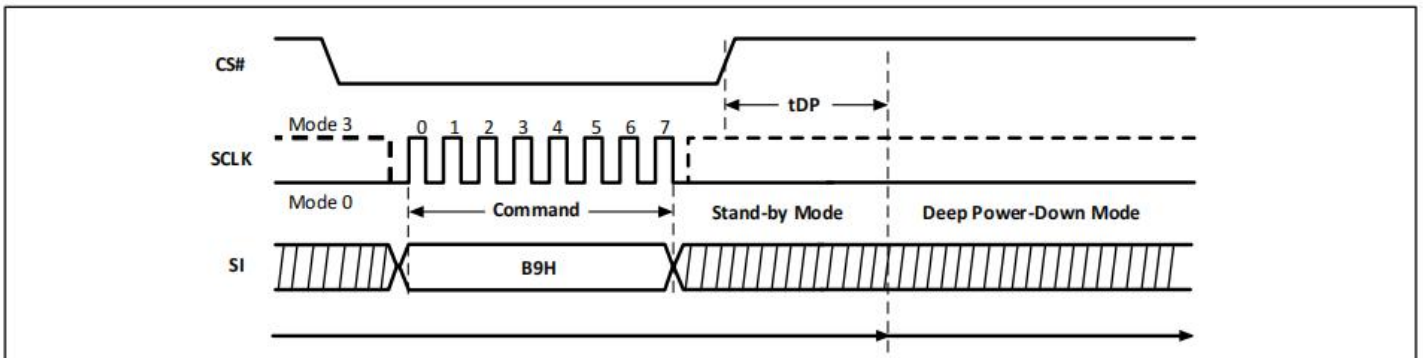 CS#
tDP
Mode 3
0 1 2 3 4 5 6 7
SCLK
Mode 0
Command
Stand-by Mode
Deep Power-Down Mode
SI
B9H